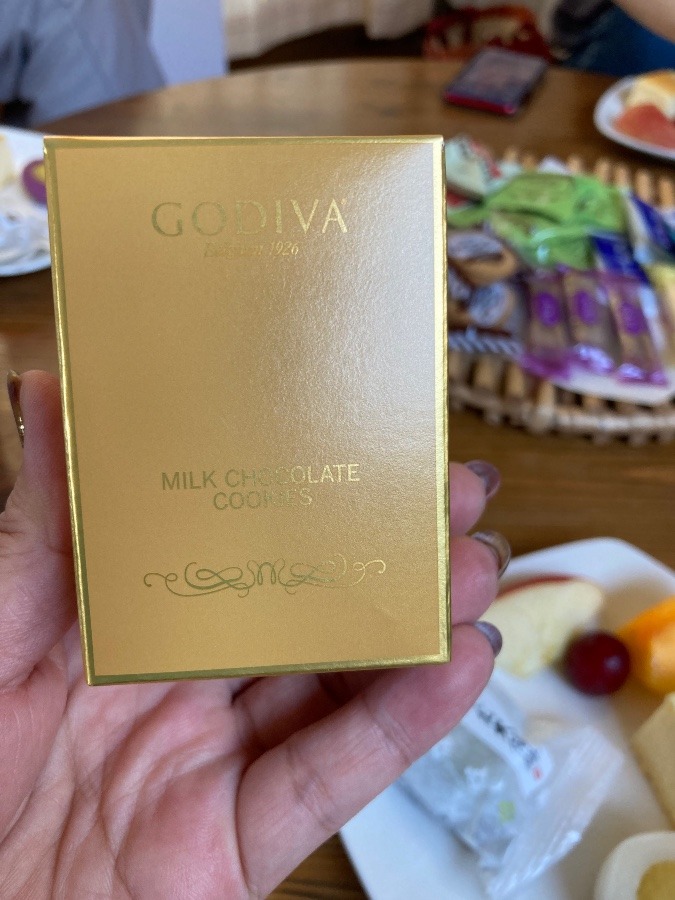 GODIVA
Belgium 1926
MILK CHOCOLATE
COOKIES